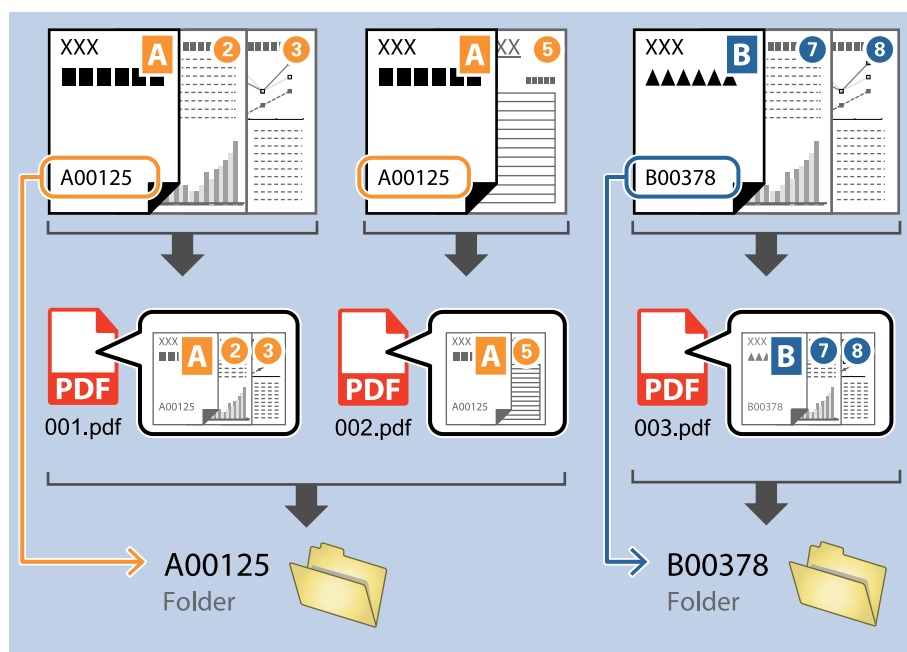 XXX A 2 3
A00125
XXX A XX 5
A00125
XXX B 7 8
B00378
PDF
001.pdf
XXX A 2 3
A00125
PDF
002.pdf
XXX A 5
A00125
PDF
003.pdf
XXX B 7 8
B00378
A00125
Folder
B00378
Folder